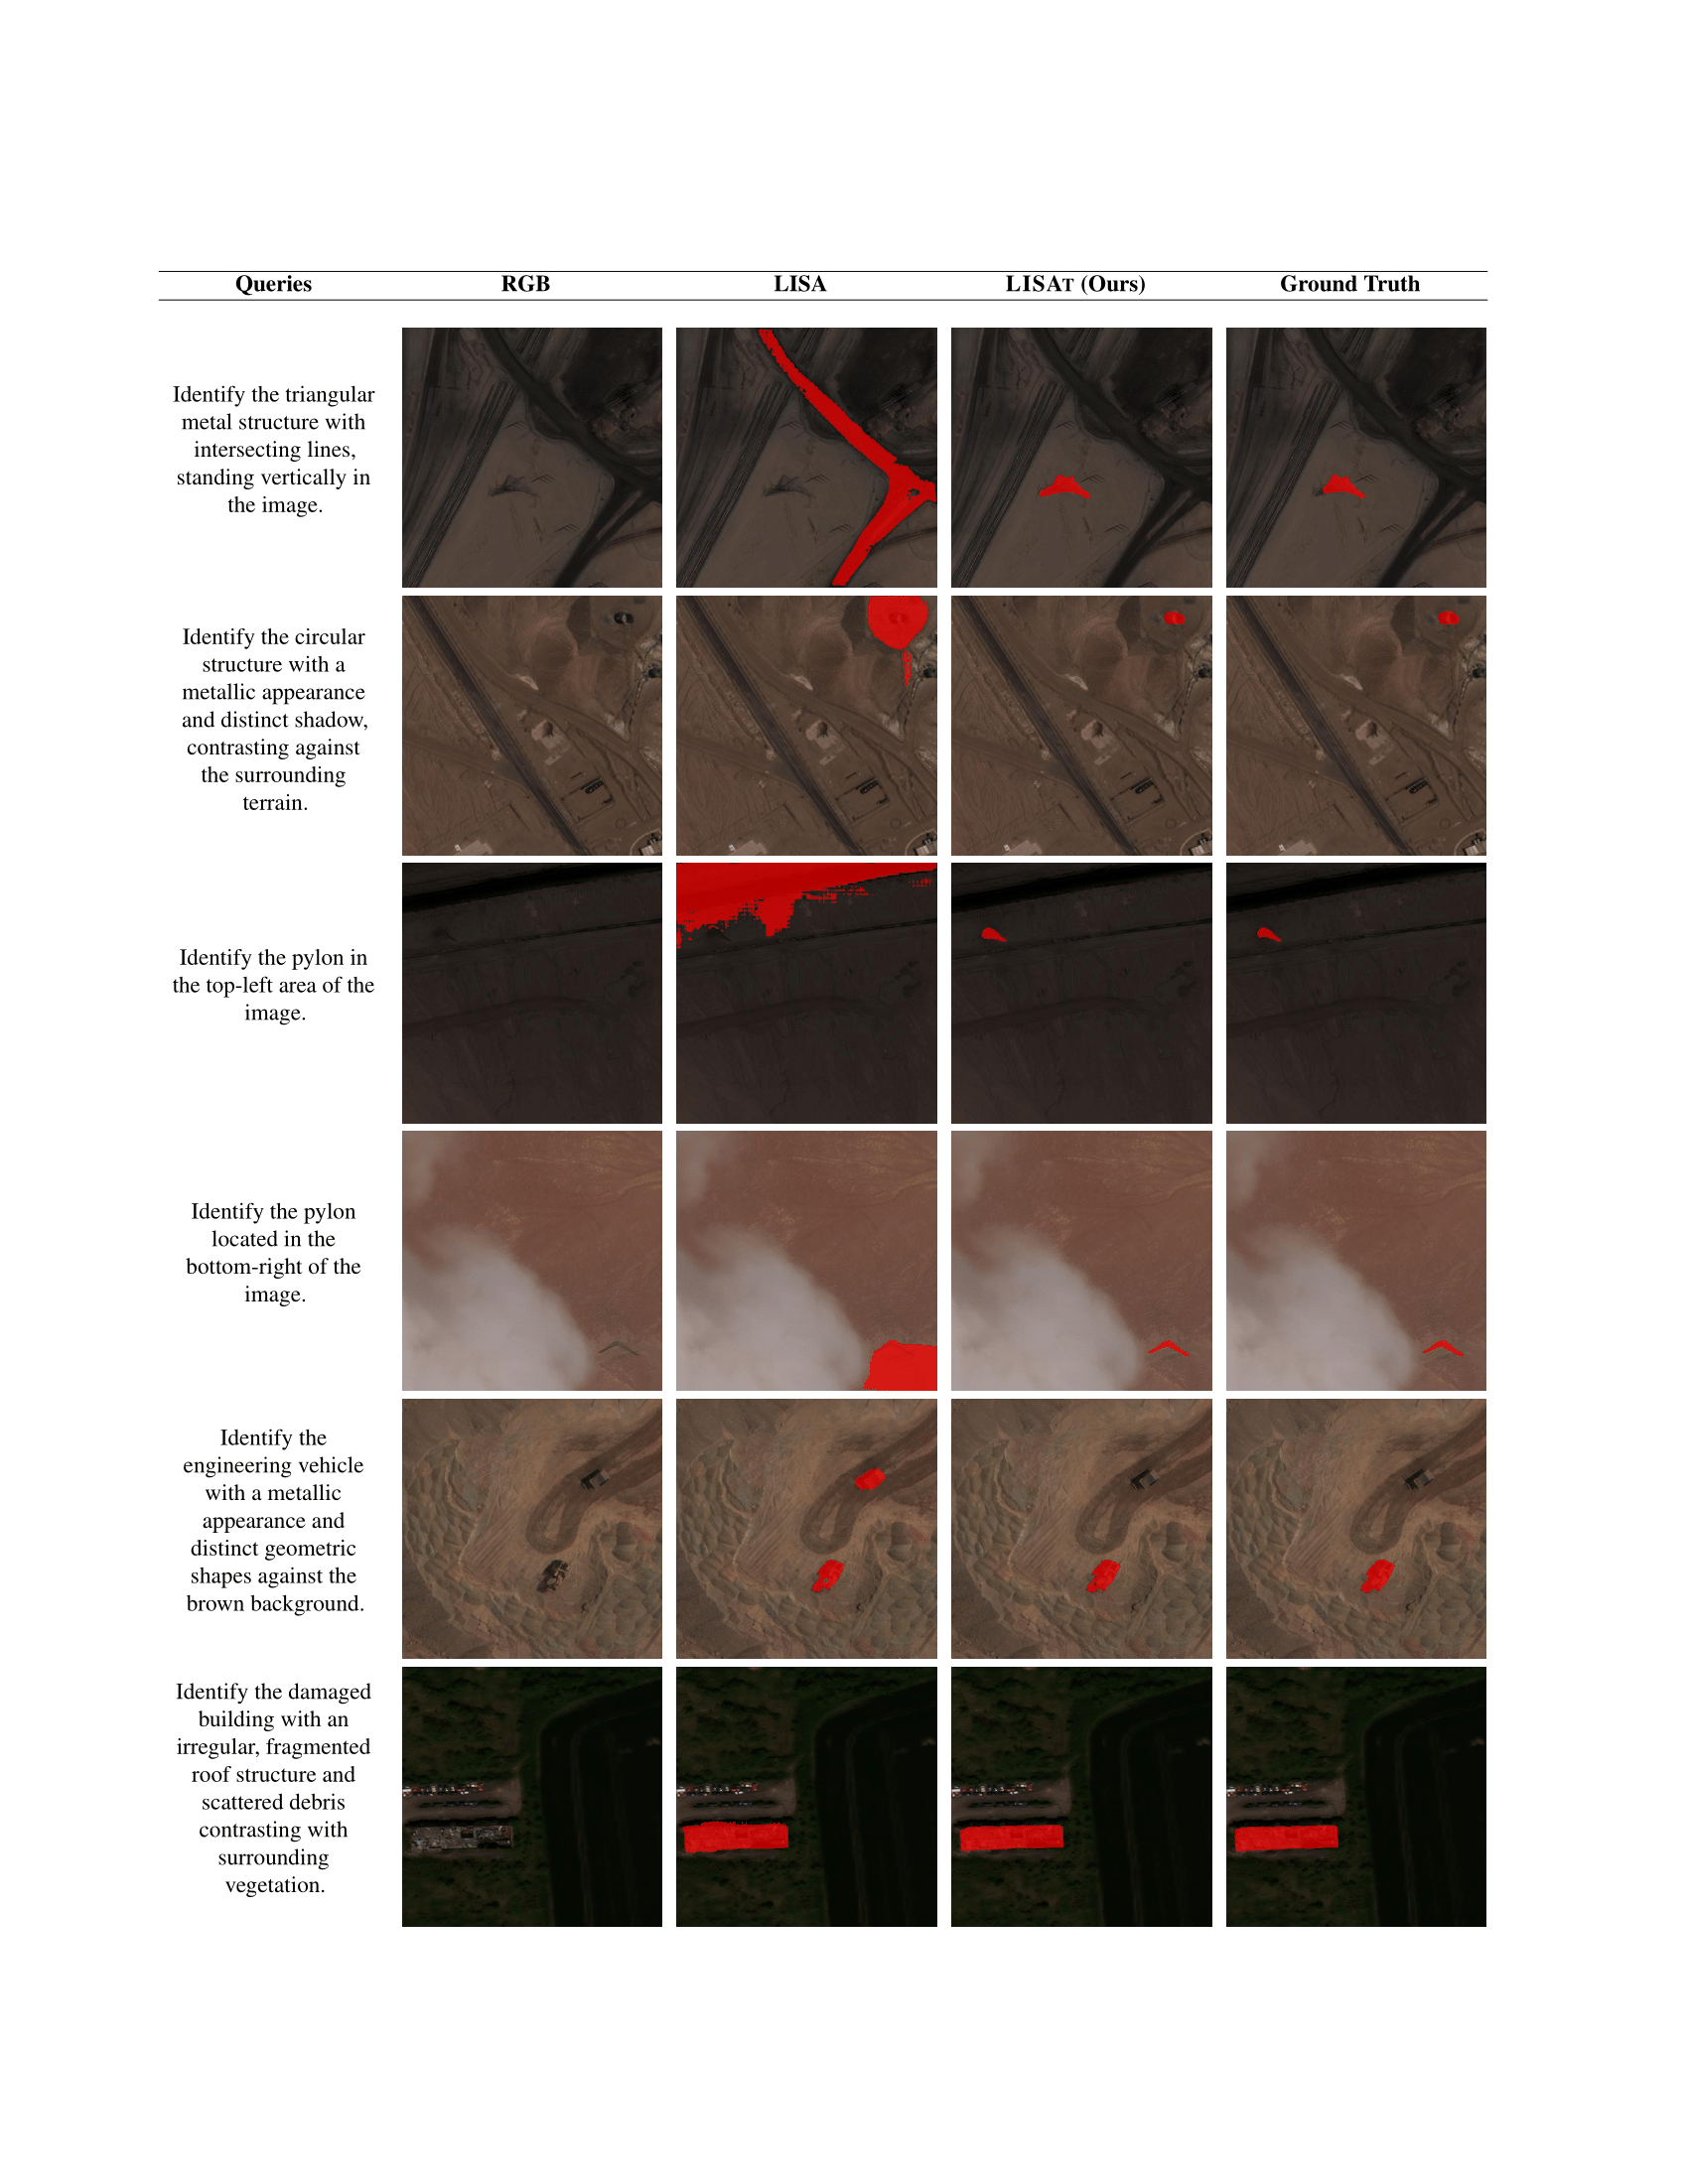 Queries RGB LISA LISAT (Ours) Ground Truth
Identify the triangular
metal structure with
intersecting lines,
standing vertically in
the image.
Identify the circular
structure with a
metallic appearance
and distinct shadow,
contrasting against
the surrounding
terrain.
Identify the pylon in
the top-left area of the
image.
Identify the pylon
located in the
bottom-right of the
image.
Identify the
engineering vehicle
with a metallic
appearance and
distinct geometric
shapes against the
brown background.
Identify the damaged
building with an
irregular, fragmented
roof structure and
scattered debris
contrasting with
surrounding
vegetation.